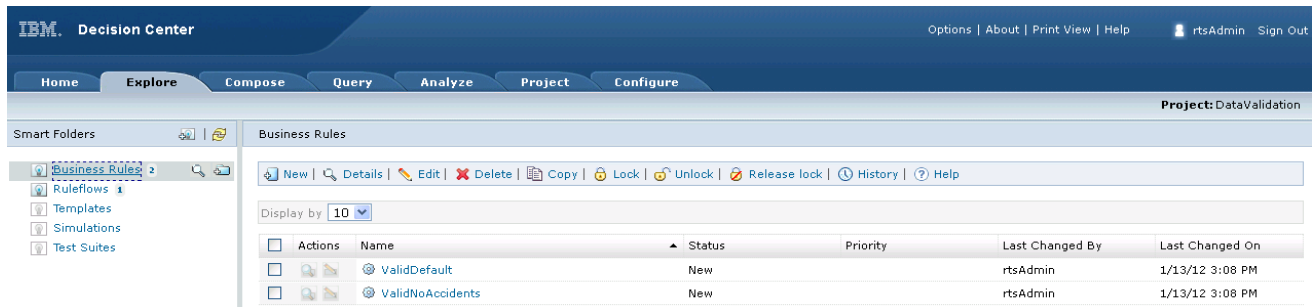 IBM. Decision Center
Options | About | Print View | Help rtsAdmin Sign Out
Home Explore Compose Query Analyze Project Configure
Project: DataValidation
Smart Folders
Business Rules 2
Ruleflows 1
Templates
Simulations
Test Suites
Business Rules
New | Details | Edit | Delete | Copy | Lock | Unlock | Release lock | History | Help
Display by 10
Actions Name Status Priority Last Changed By Last Changed On
ValidDefault New rtsAdmin 1/13/12 3:08 PM
ValidNoAccidents New rtsAdmin 1/13/12 3:08 PM